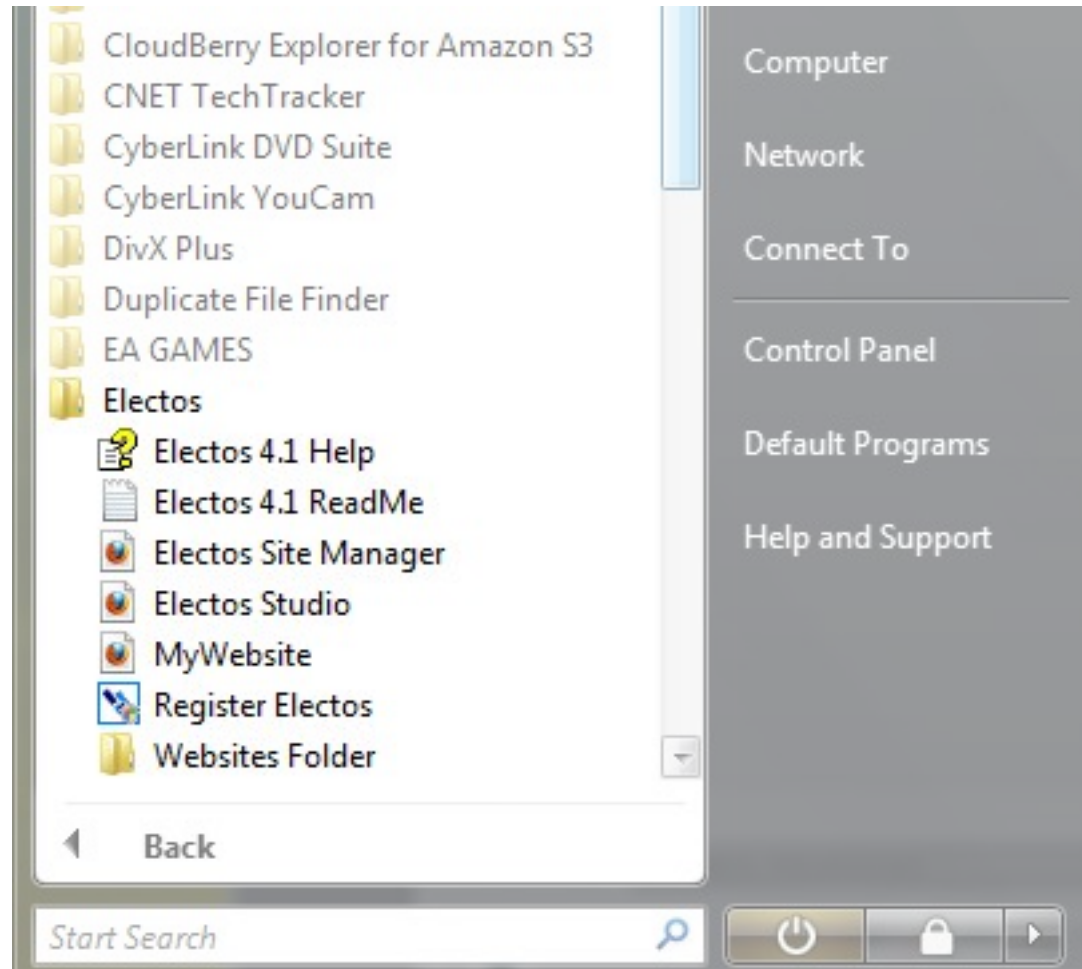 CloudBerry Explorer for Amazon S3
CNET TechTracker
CyberLink DVD Suite
CyberLink YouCam
DivX Plus
Duplicate File Finder
EA GAMES
Electos
Electos 4.1 Help
Electos 4.1 ReadMe
Electos Site Manager
Electos Studio
MyWebsite
Register Electos
Websites Folder
Back
Start Search
Computer
Network
Connect To
Control Panel
Default Programs
Help and Support